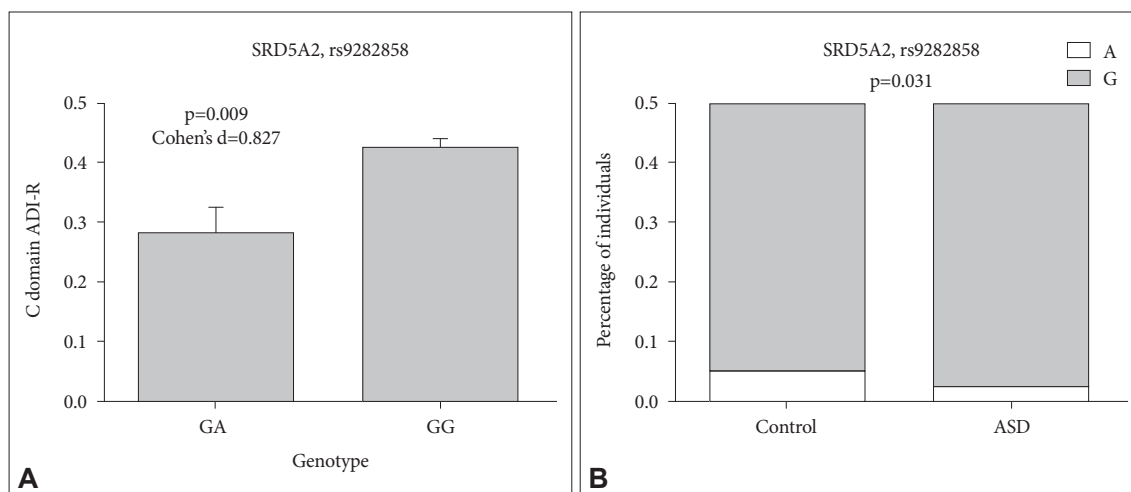 SRD5A2, rs9282858
p=0.009
Cohen's d=0.827
C domain ADI-R
0.5
0.4
0.3
0.2
0.1
0.0
GA
GG
Genotype
A
SRD5A2, rs9282858
p=0.031
A
G
Percentage of individuals
0.5
0.4
0.3
0.2
0.1
0.0
Control
ASD
B